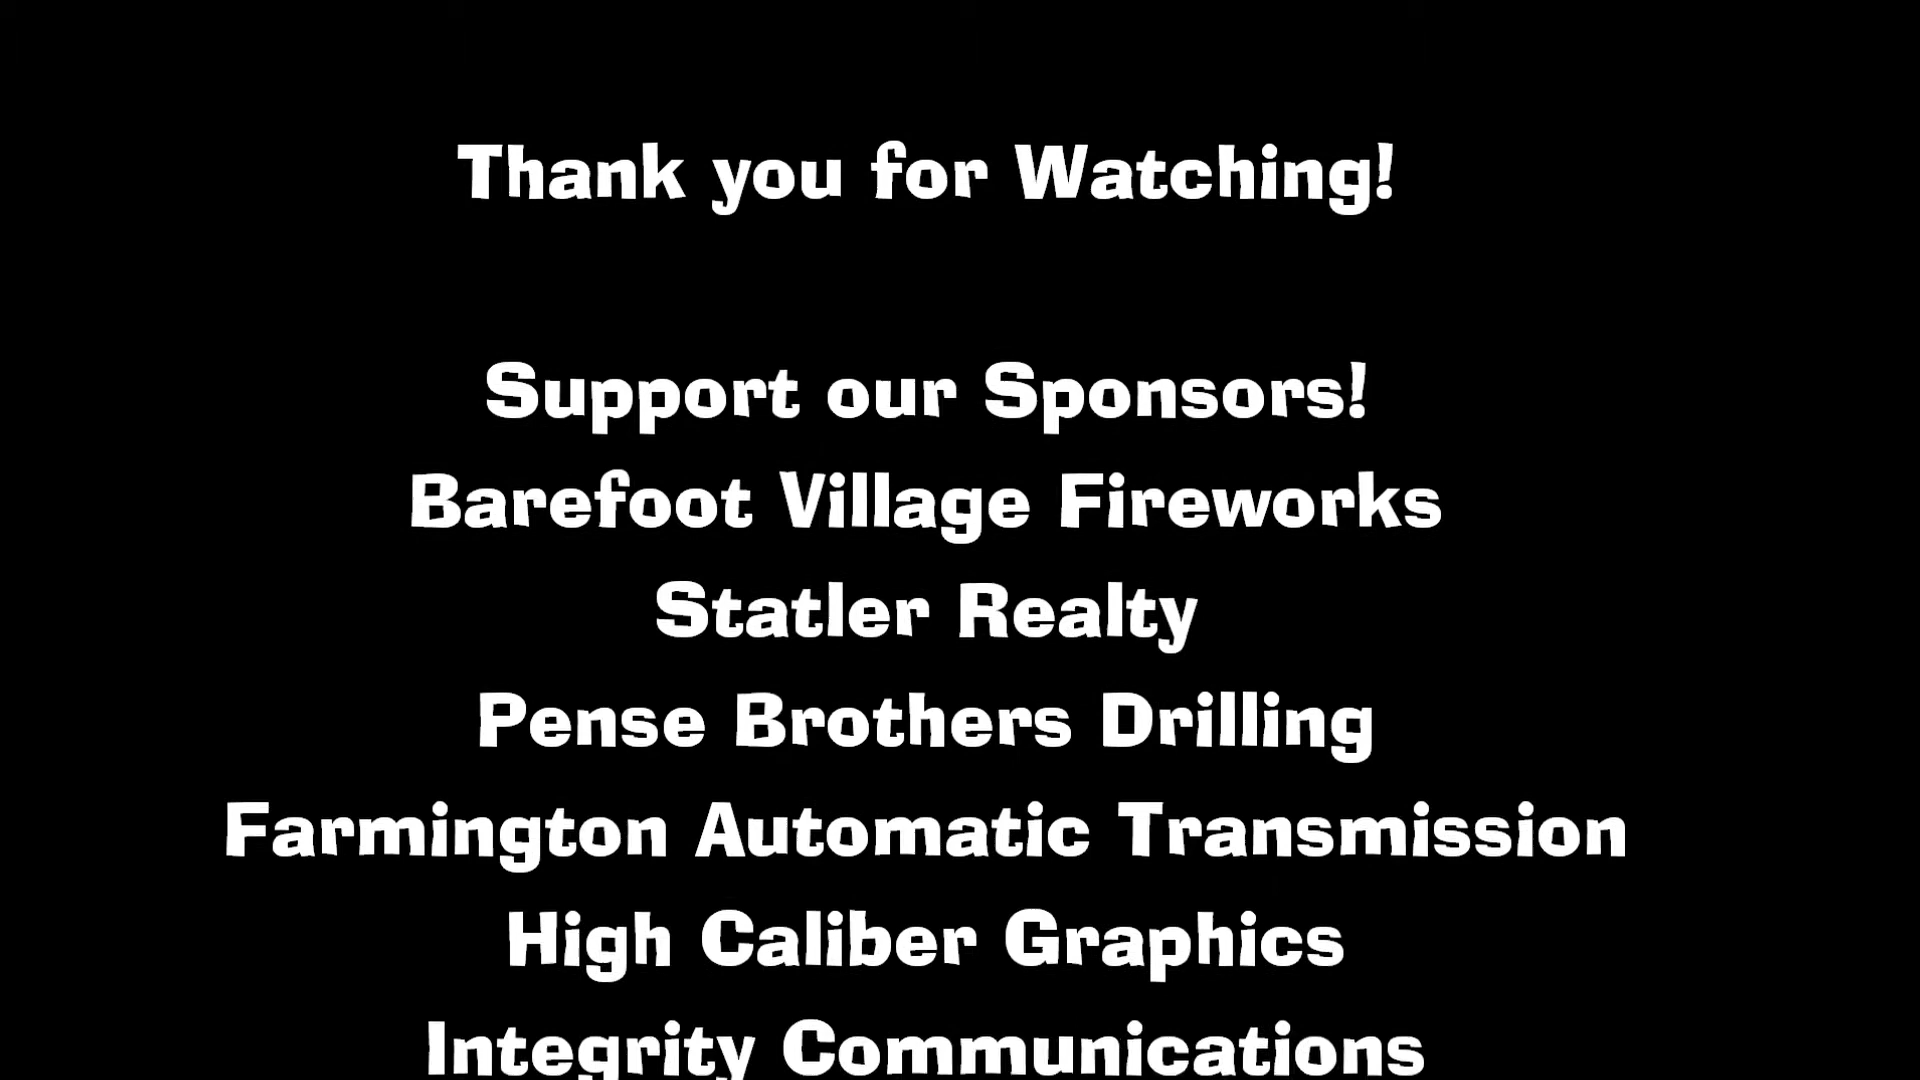 Thank you for Watching!
Support our Sponsors!
Barefoot Village Fireworks
Statler Realty
Pense Brothers Drilling
Farmington Automatic Transmission
High Caliber Graphics
Integrity Communications